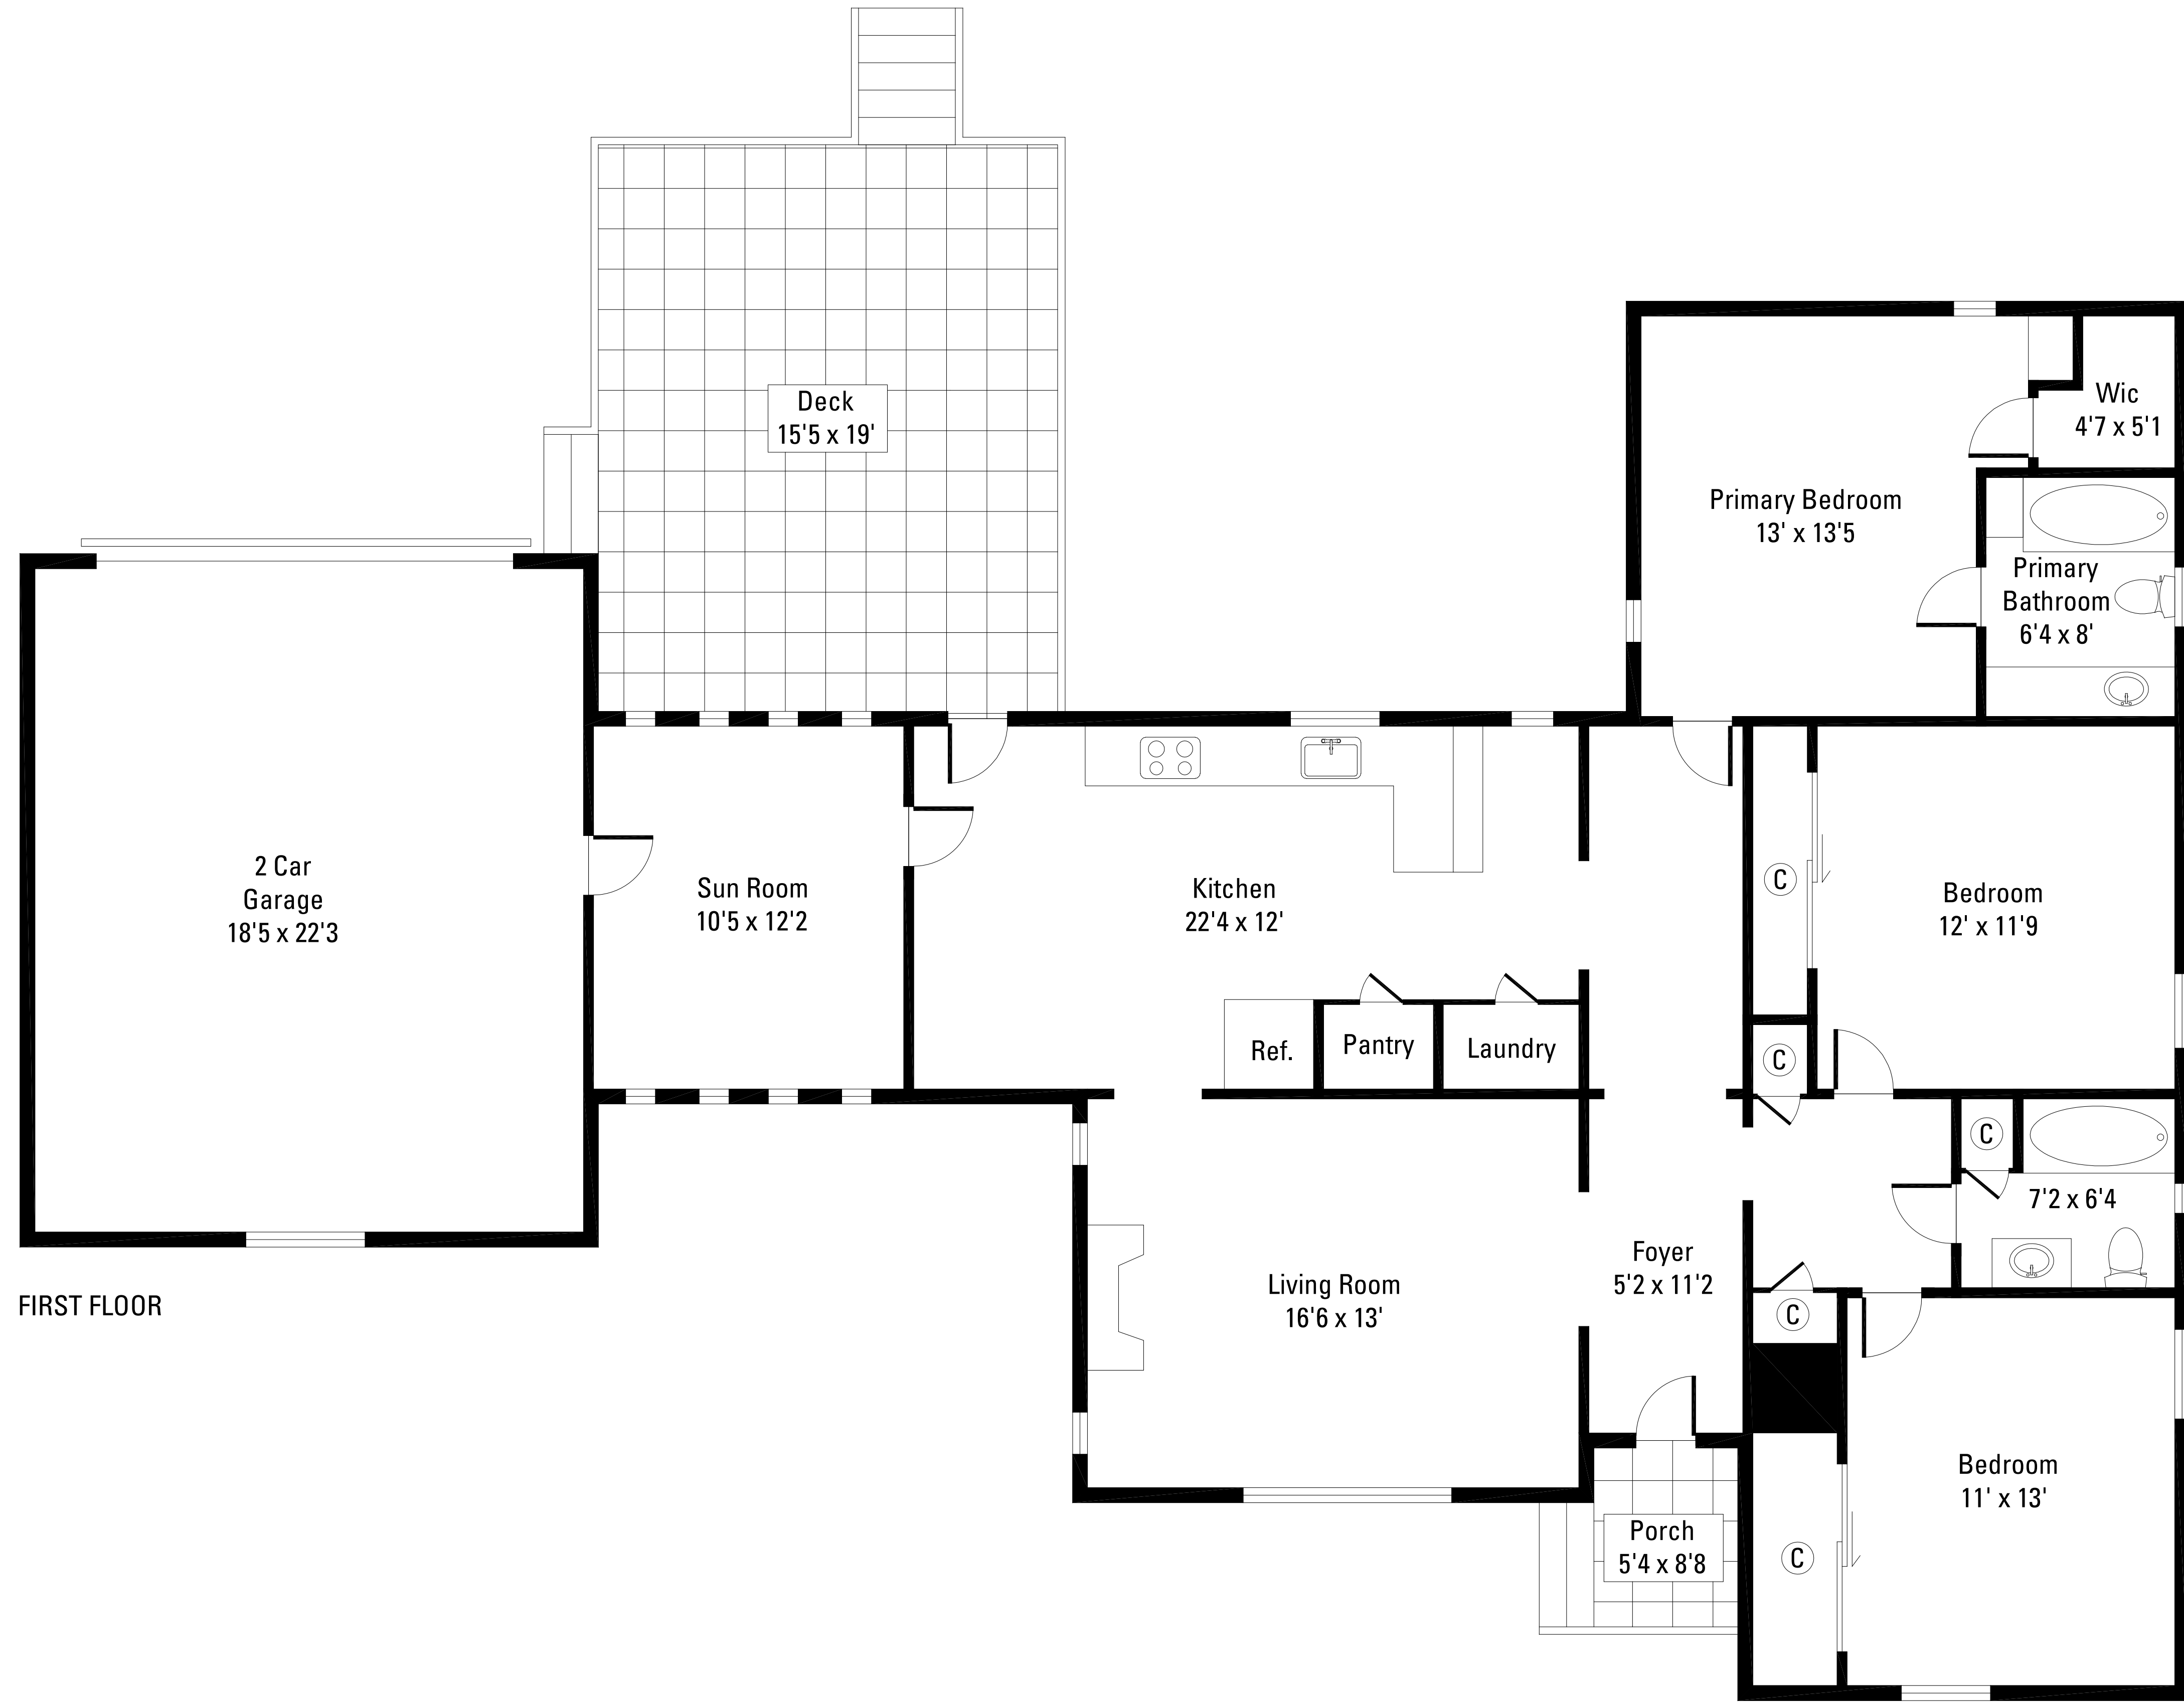 Deck
15'5 x 19'
Wic
4'7 x 5'1
Primary Bedroom
13' x 13'5
Primary
Bathroom
6'4 x 8'
2 Car
Garage
18'5 x 22'3
Sun Room
10'5 x 12'2
Kitchen
22'4 x 12'
C
Bedroom
12' x 11'9
Ref.
Pantry
Laundry
C
C
7'2 x 6'4
Foyer
5'2 x 11'2
Living Room
16'6 x 13'
C
FIRST FLOOR
Bedroom
11' x 13'
Porch
5'4 x 8'8
C